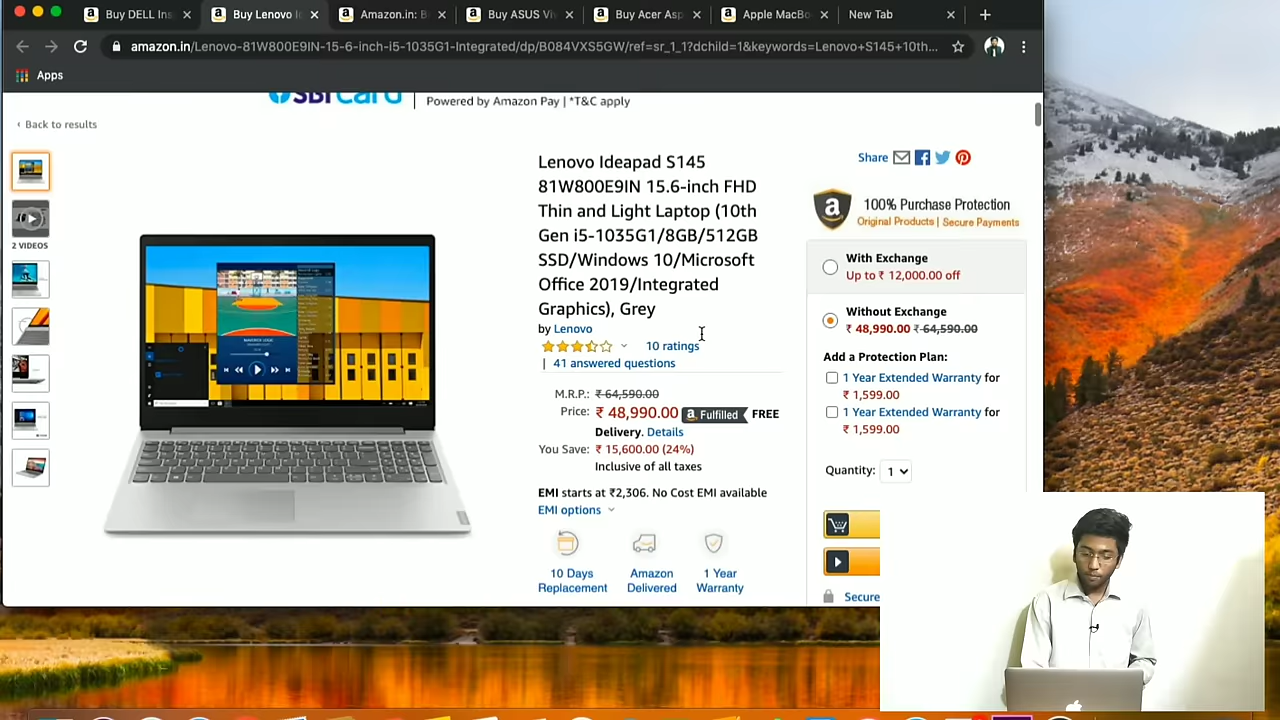 Buy DELL Ins
Buy Lenovo I
Amazon.in: B
Buy ASUS Viv
Buy Acer Asp
Apple MacBo
New Tab
amazon.in/Lenovo-81W800E9IN-15-6-inch-i5-1035G1-Integrated/dp/B084VXS5GW/ref=sr_1_1?dchild=1&keywords=Lenovo+S145+10th...
Apps
SBI Card
Powered by Amazon Pay | *T&C apply
‹ Back to results
2 VIDEOS
Lenovo Ideapad S145
81W800E9IN 15.6-inch FHD
Thin and Light Laptop (10th
Gen i5-1035G1/8GB/512GB
SSD/Windows 10/Microsoft
Office 2019/Integrated
Graphics), Grey
by Lenovo
10 ratings
| 41 answered questions
M.R.P.: ₹ 64,590.00
Price: ₹ 48,990.00 a Fulfilled FREE
Delivery. Details
You Save: ₹ 15,600.00 (24%)
Inclusive of all taxes
EMI starts at ₹2,306. No Cost EMI available
EMI options
10 Days
Replacement
Amazon
Delivered
1 Year
Warranty
Share
100% Purchase Protection
Original Products | Secure Payments
With Exchange
Up to ₹ 12,000.00 off
Without Exchange
₹ 48,990.00 ₹ 64,590.00
Add a Protection Plan:
1 Year Extended Warranty for
₹ 1,599.00
1 Year Extended Warranty for
₹ 1,599.00
Quantity: 1
Secure